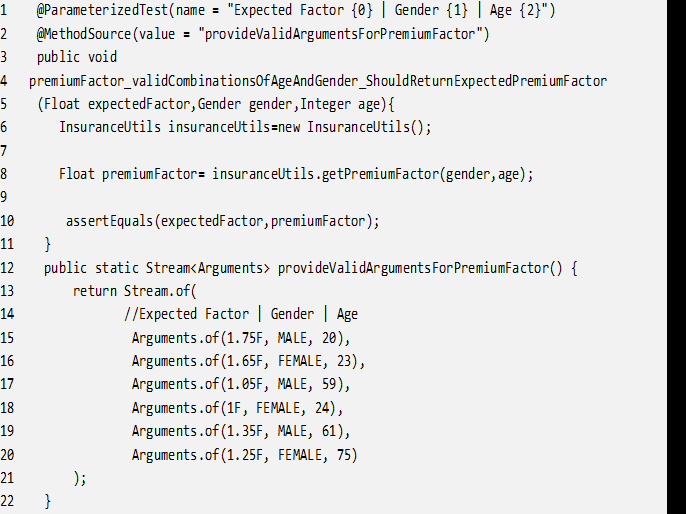 1 @ParameterizedTest(name = "Expected Factor {0} | Gender {1} | Age {2}")
2 @MethodSource(value = "provideValidArgumentsForPremiumFactor")
3 public void
4 premiumFactor_validCombinationsOfAgeAndGender_ShouldReturnExpectedPremiumFactor
5 (Float expectedFactor,Gender gender,Integer age){
6 InsuranceUtils insuranceUtils=new InsuranceUtils();
7
8 Float premiumFactor= insuranceUtils.getPremiumFactor(gender,age);
9
10 assertEquals(expectedFactor,premiumFactor);
11 }
12 public static Stream<Arguments> provideValidArgumentsForPremiumFactor() {
13 return Stream.of(
14 //Expected Factor | Gender | Age
15 Arguments.of(1.75F, MALE, 20),
16 Arguments.of(1.65F, FEMALE, 23),
17 Arguments.of(1.05F, MALE, 59),
18 Arguments.of(1F, FEMALE, 24),
19 Arguments.of(1.35F, MALE, 61),
20 Arguments.of(1.25F, FEMALE, 75)
21 );
22 }